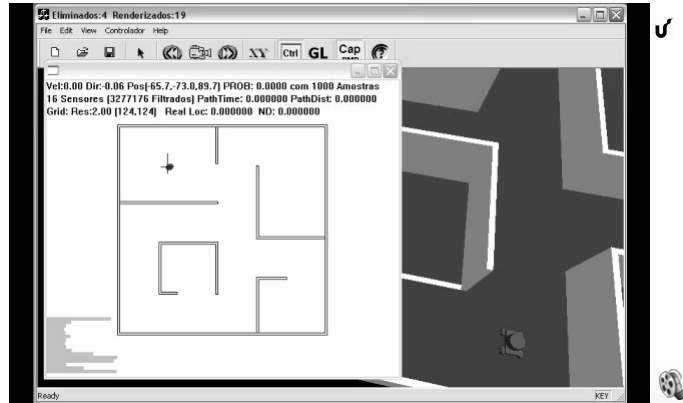 Eliminados:4 Renderizados:19
File Edit View Controlador Help
XY Ctrl GL Cap BMP
Vel:0.00 Dir:-0.06 Pos(-65.7,-73.0,89.7) PROB: 0.0000 com 1000 Amostras
16 Sensores (3277176 Filtrados) PathTime: 0.000000 PathDist: 0.000000
Grid: Res:2.00 (124,124) Real Loc: 0.000000 ND: 0.000000
Ready
KEY